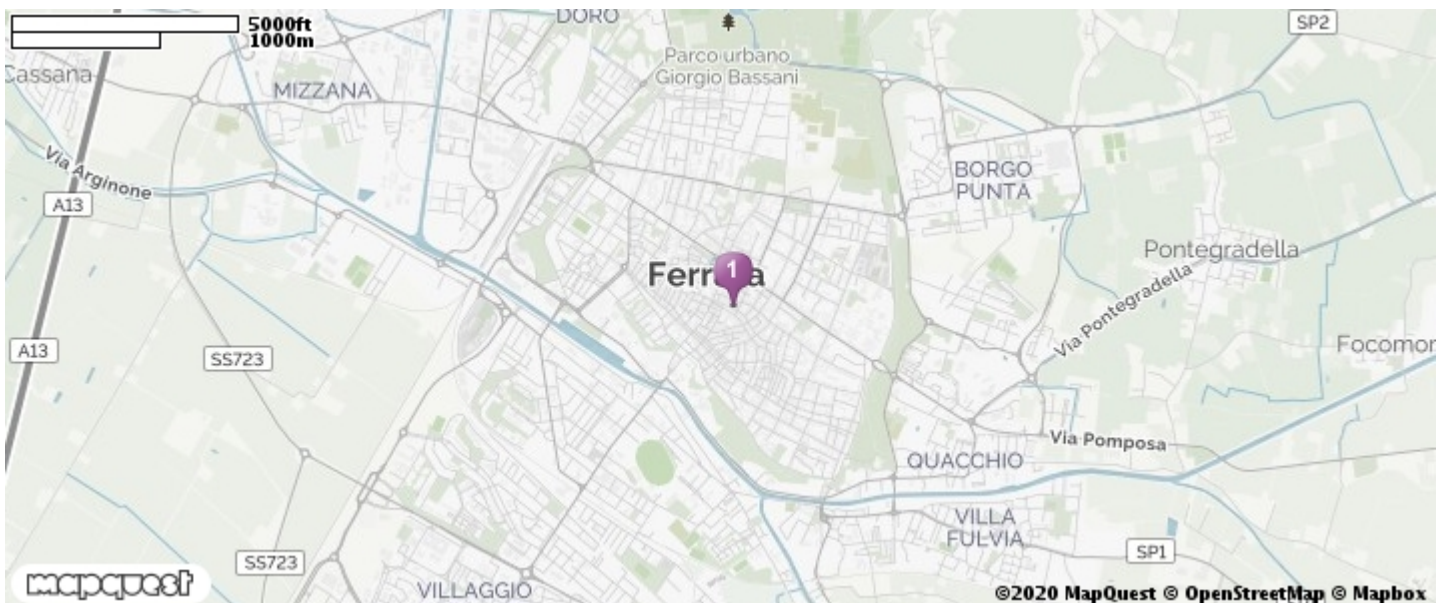 5000ft
1000m
DORO
SP2
Cassana
MIZZANA
Parco urbano
Giorgio Bassani
Via Arginone
A13
BORGO
PUNTA
Pontegradella
Via Pontegradella
1
A13
SS723
Focomor
Via Pomposa
QUACCHIO
VILLA
FULVIA
SP1
SS723
VILLAGGIO
mapquest
©2020 MapQuest © OpenStreetMap © Mapbox